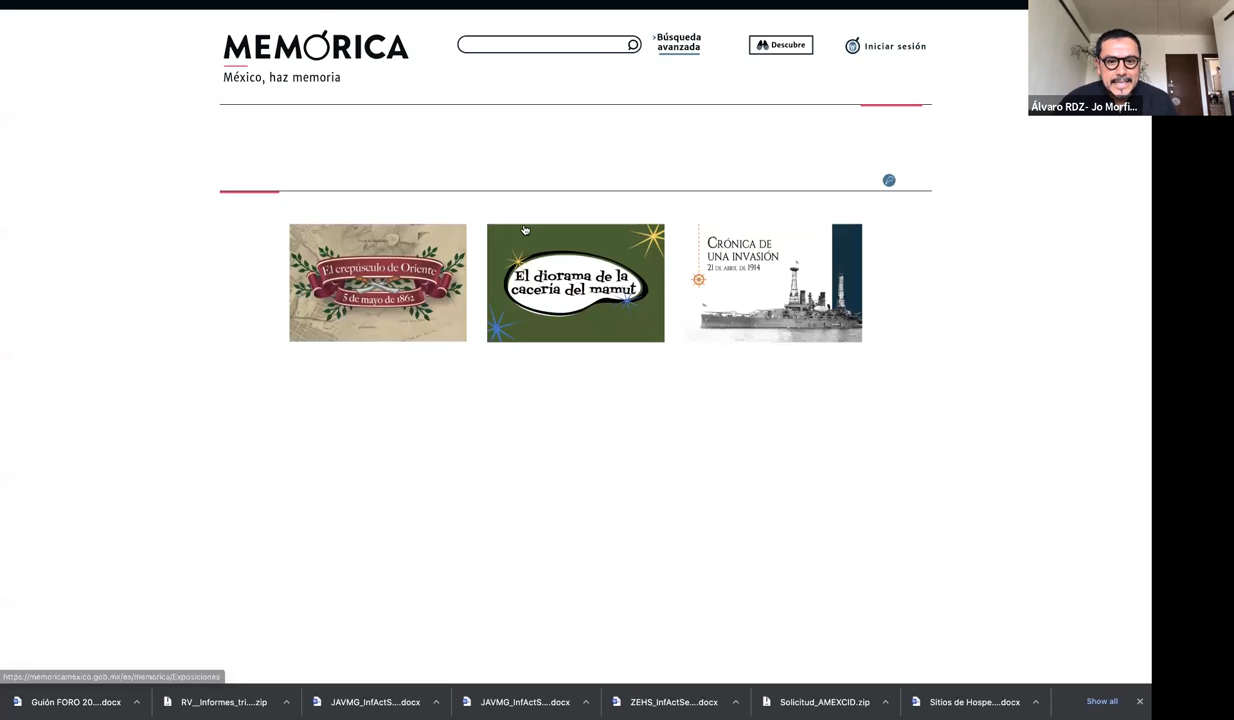 MEMÓRICA
México, haz memoria
>Búsqueda
avanzada
Descubre
Iniciar sesión
Álvaro RDZ- Jo Morfi...
El crepúsculo de Oriente
5 de mayo de 1862
El diorama de la
cacería del mamut
CRÓNICA DE
UNA INVASIÓN
21 DE ABRIL DE 1914
https://memoricamexico.gob.mx/es/memorica/Exposiciones
Guión FORO 20....docx
RV__Informes_tri....zip
JAVMG_InfActS....docx
JAVMG_InfActS....docx
ZEHS_InfActSe....docx
Solicitud_AMEXCID.zip
Sitios de Hospe....docx
Show all